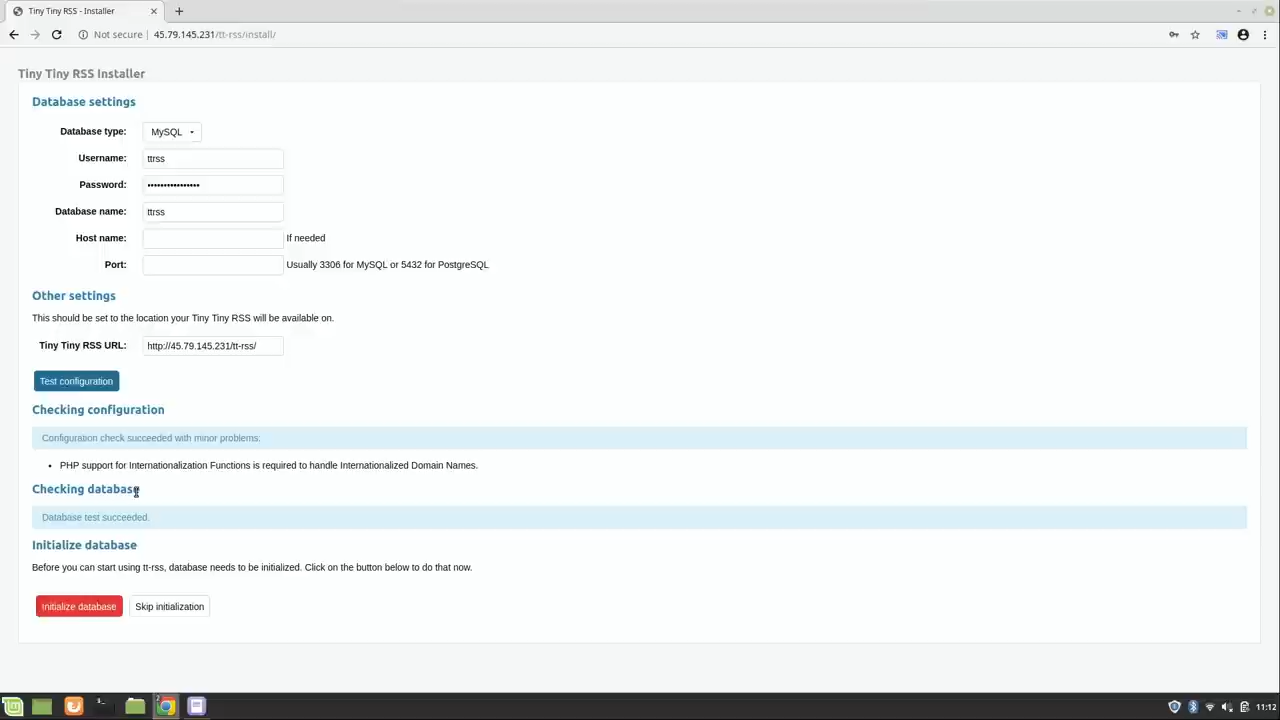 Tiny Tiny RSS - Installer
Not secure | 45.79.145.231/tt-rss/install/
Tiny Tiny RSS Installer
Database settings
Database type: MySQL
Username: ttrss
Password: ••••••••••••••••
Database name: ttrss
Host name: If needed
Port: Usually 3306 for MySQL or 5432 for PostgreSQL
Other settings
This should be set to the location your Tiny Tiny RSS will be available on.
Tiny Tiny RSS URL: http://45.79.145.231/tt-rss/
Test configuration
Checking configuration
Configuration check succeeded with minor problems:
• PHP support for Internationalization Functions is required to handle Internationalized Domain Names.
Checking database
Database test succeeded.
Initialize database
Before you can start using tt-rss, database needs to be initialized. Click on the button below to do that now.
Initialize database Skip initialization
2
11:12